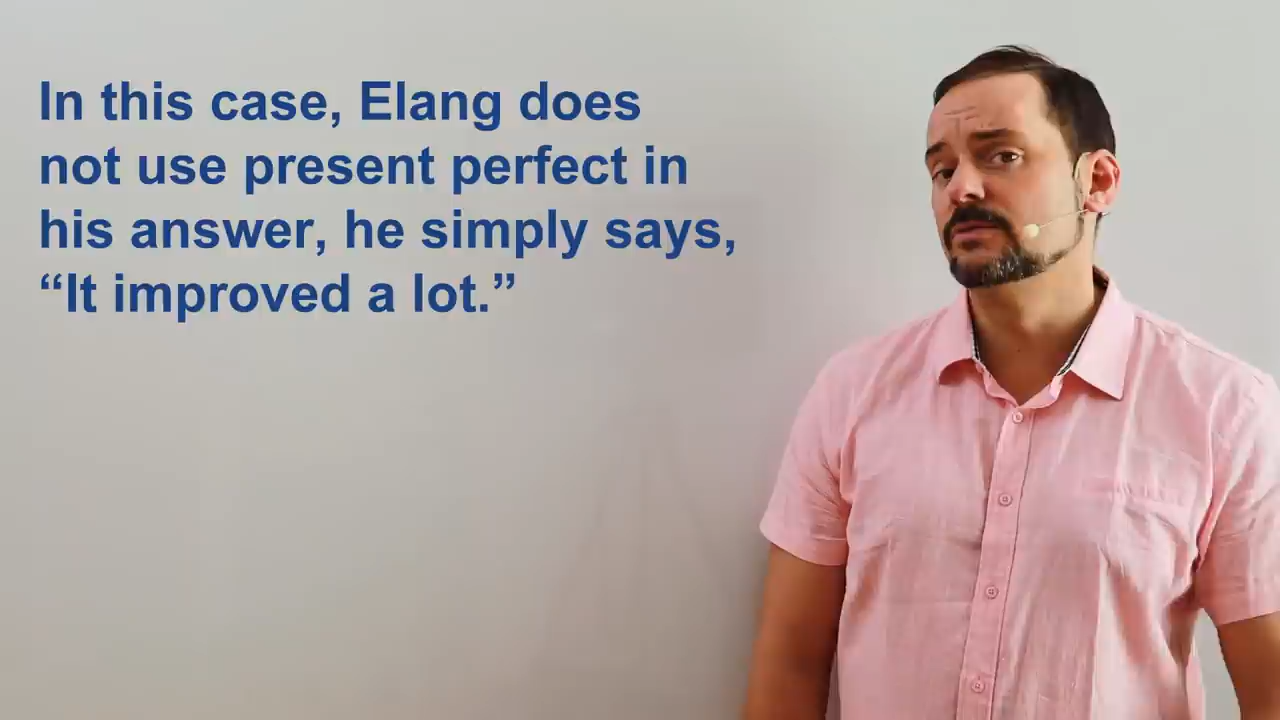 In this case, Elang does
not use present perfect in
his answer, he simply says,
“It improved a lot.”